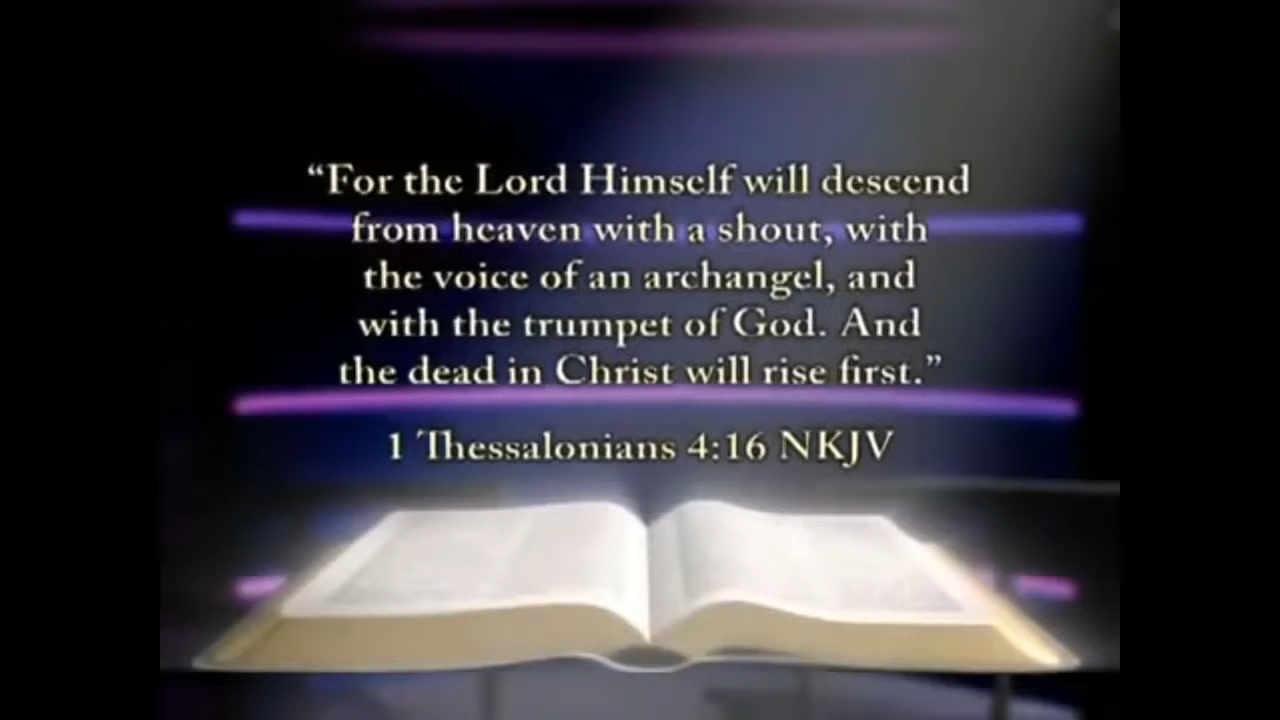 “For the Lord Himself will descend
from heaven with a shout, with
the voice of an archangel, and
with the trumpet of God. And
the dead in Christ will rise first.”
1 Thessalonians 4:16 NKJV